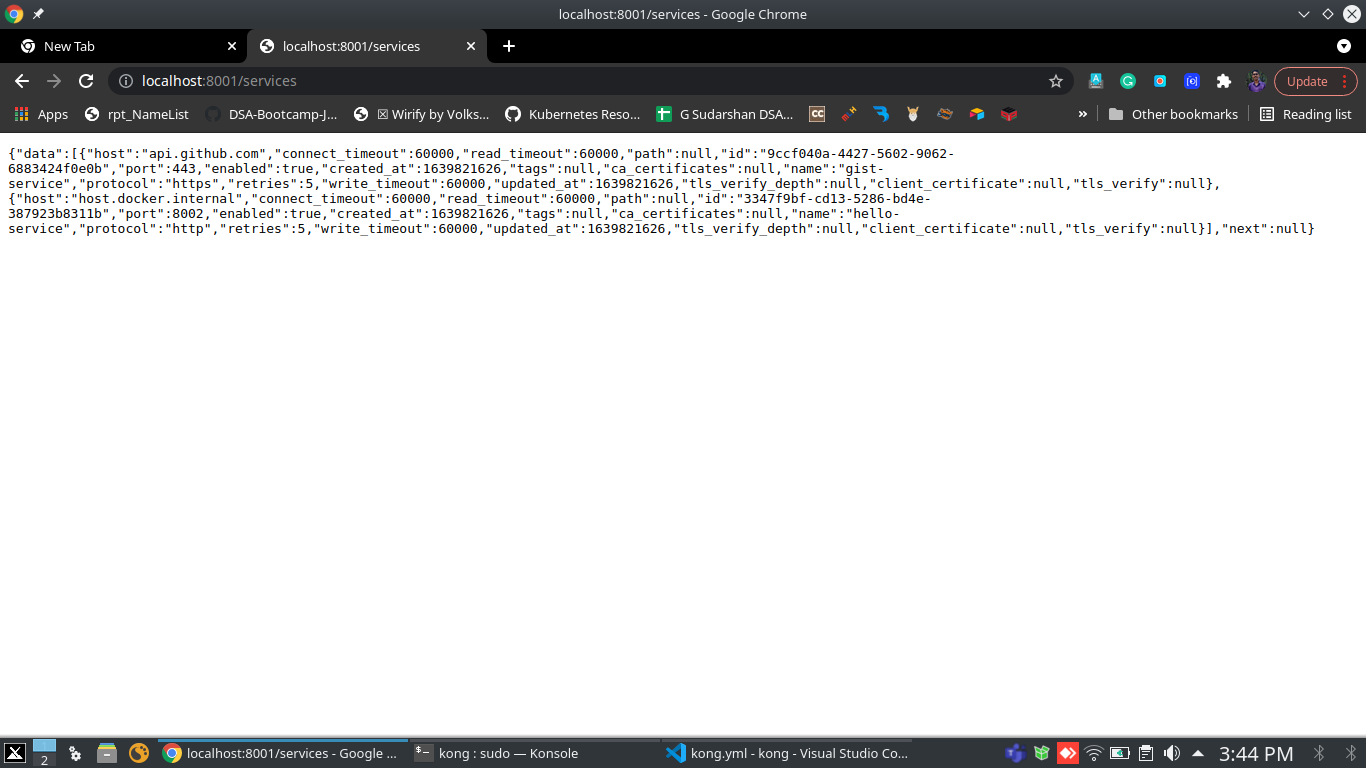 localhost:8001/services - Google Chrome
New Tab
localhost:8001/services
localhost:8001/services
Update
Apps
rpt_NameList
DSA-Bootcamp-J...
☒ Wirify by Volks...
Kubernetes Reso...
G Sudarshan DSA...
CC
»
Other bookmarks
Reading list
{"data":[{"host":"api.github.com","connect_timeout":60000,"read_timeout":60000,"path":null,"id":"9ccf040a-4427-5602-9062-
6883424f0e0b","port":443,"enabled":true,"created_at":1639821626,"tags":null,"ca_certificates":null,"name":"gist-
service","protocol":"https","retries":5,"write_timeout":60000,"updated_at":1639821626,"tls_verify_depth":null,"client_certificate":null,"tls_verify":null},
{"host":"host.docker.internal","connect_timeout":60000,"read_timeout":60000,"path":null,"id":"3347f9bf-cd13-5286-bd4e-
387923b8311b","port":8002,"enabled":true,"created_at":1639821626,"tags":null,"ca_certificates":null,"name":"hello-
service","protocol":"http","retries":5,"write_timeout":60000,"updated_at":1639821626,"tls_verify_depth":null,"client_certificate":null,"tls_verify":null}],"next":null}
2
localhost:8001/services - Google ...
kong : sudo — Konsole
kong.yml - kong - Visual Studio Co...
3:44 PM